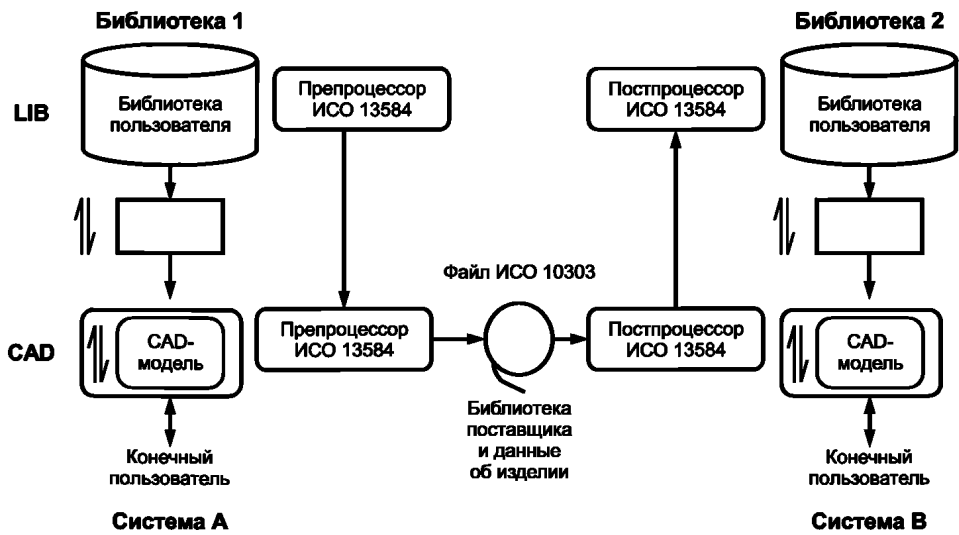 Библиотека 1
Библиотека 2
LIB
Библиотека
пользователя
Препроцессор
ИСО 13584
Постпроцессор
ИСО 13584
Библиотека
пользователя
Файл ИСО 10303
CAD
CAD-
модель
Препроцессор
ИСО 13584
Постпроцессор
ИСО 13584
CAD-
модель
Библиотека
поставщика
и данные
об изделии
Конечный
пользователь
Конечный
пользователь
Система А
Система В